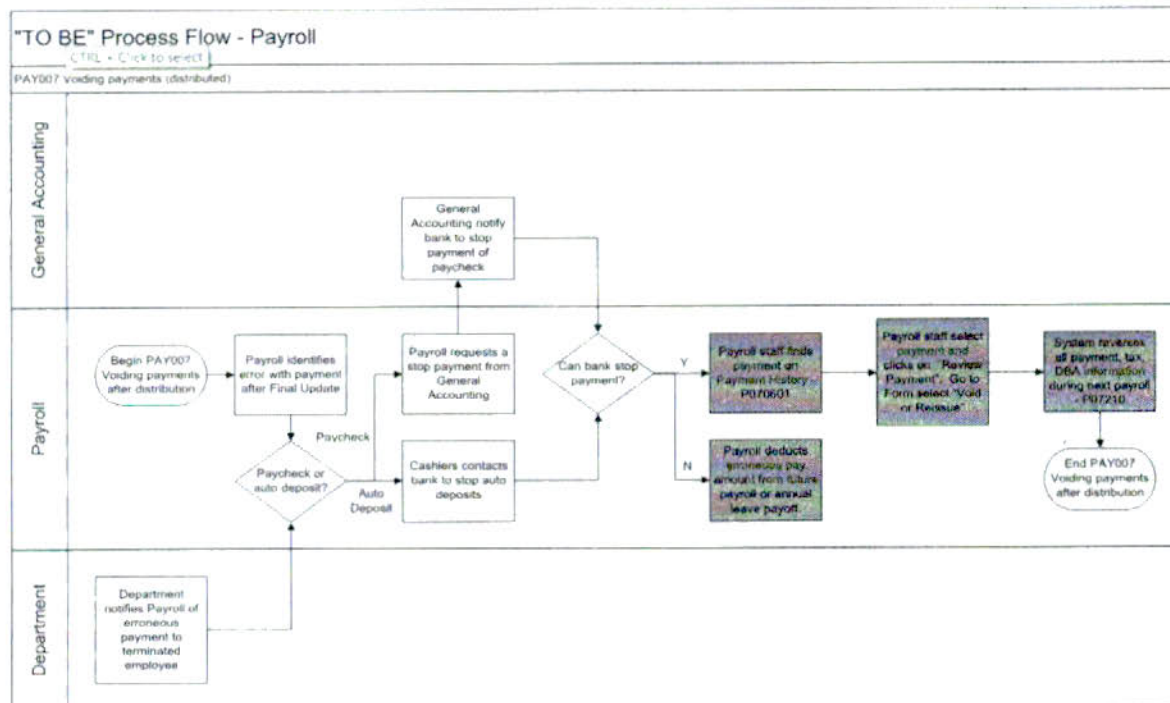 "TO BE" Process Flow - Payroll
CTRL + Click to select
PAY007 Voiding payments (distributed)
General Accounting
General
Accounting notify
bank to stop
payment of
paycheck
Payroll
Begin PAY007
Voiding payments
after distribution
Payroll identifies
error with payment
after Final Update
Payroll requests a
stop payment from
General
Accounting
Can bank stop
payment?
Y
Payroll staff finds
payment on
Payment History -
P070601
Payroll staff select
payment and
clicks on "Review
Payment". Go to
Form select "Void
or Reissue"
System reverses
all payment, tax,
DBA information
during next payroll
- P07210
Paycheck
Paycheck or
auto deposit?
Auto
Deposit
Cashiers contacts
bank to stop auto
deposits
N
Payroll deducts
erroneous pay
amount from future
payroll or annual
leave payoff.
End PAY007
Voiding payments
after distribution
Department
Department
notifies Payroll of
erroneous
payment to
terminated
employee